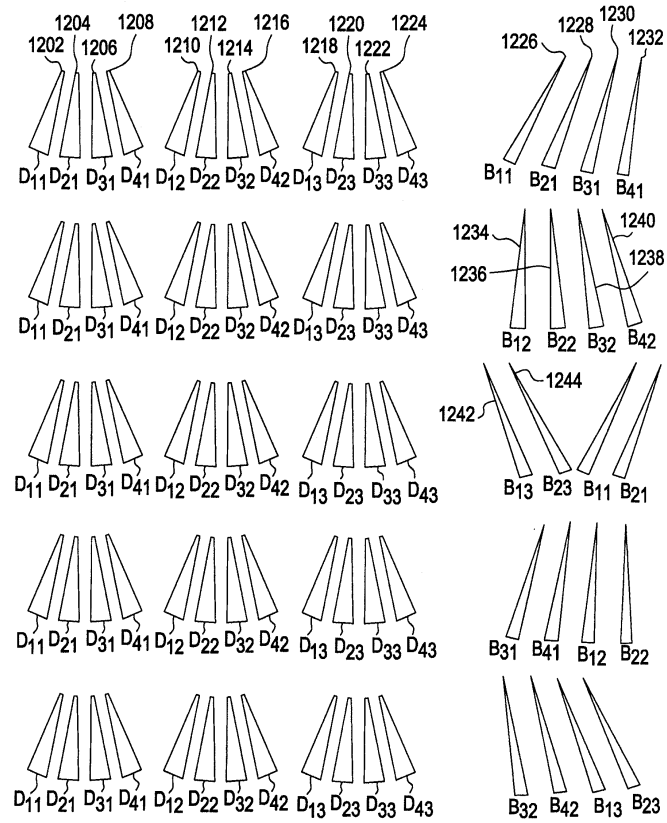 1204 1208 1212 1216 1220 1224 1230
1202 1206 1210 1214 1218 1222 1226 1228 1232
D11 D21 D31 D41 D12 D22 D32 D42 D13 D23 D33 D43 B11 B21 B31 B41
1234 1240
1236 1238
D11 D21 D31 D41 D12 D22 D32 D42 D13 D23 D33 D43 B12 B22 B32 B42
1244
1242
D11 D21 D31 D41 D12 D22 D32 D42 D13 D23 D33 D43 B13 B23 B11 B21
D11 D21 D31 D41 D12 D22 D32 D42 D13 D23 D33 D43 B31 B41 B12 B22
D11 D21 D31 D41 D12 D22 D32 D42 D13 D23 D33 D43 B32 B42 B13 B23